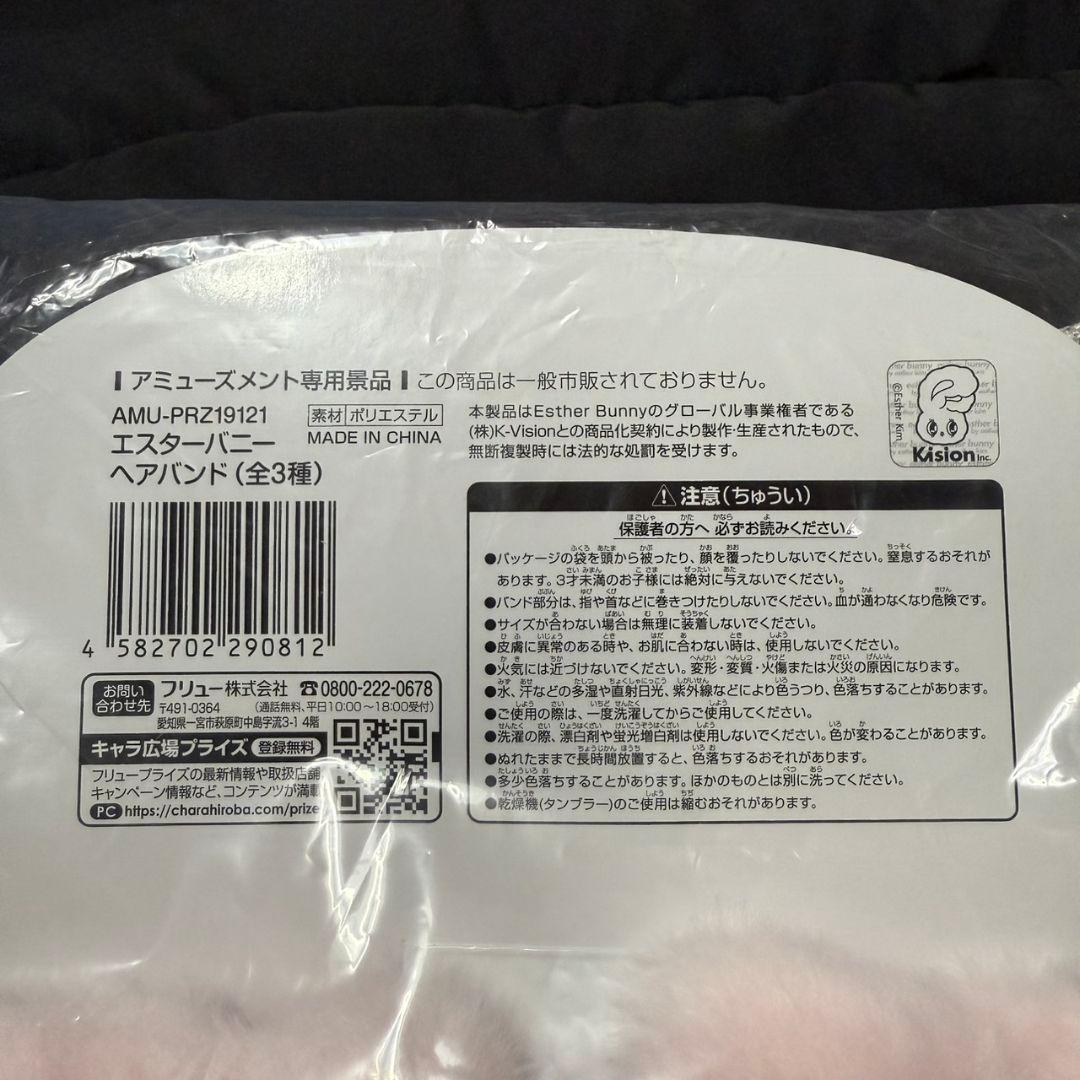 アミューズメント専用景品 この商品は一般市販されておりません。
AMU-PRZ19121
エスターバニー
ヘアバンド(全3種)
素材 ポリエステル
MADE IN CHINA
本製品はEsther Bunnyのグローバル事業権者である
(株)K-Visionとの商品化契約により製作・生産されたもので、
無断複製時には法的な処罰を受けます。
©Esther Kim
Kision Inc.
4 582702 290812
お問い合わせ先
フリュー株式会社 ☎0800-222-0678
〒491-0364 (通話無料、平日10:00～18:00受付)
愛知県一宮市萩原町中島字流3-1 4階
キャラ広場プライズ 登録無料
フリュープライズの最新情報や取扱店舗
キャンペーン情報など、コンテンツが満載
PC https://charahiroba.com/prize
⚠注意(ちゅうい)
保護者の方へ 必ずお読みください。
●パッケージの袋を頭から被ったり、顔を覆ったりしないでください。窒息するおそれが
あります。3才未満のお子様には絶対に与えないでください。
●バンド部分は、指や首などに巻きつけたりしないでください。血が通わなくなり危険です。
●サイズが合わない場合は無理に装着しないでください。
●皮膚に異常のある時や、お肌に合わない時は、使用しないでください。
●火気には近づけないでください。変形・変質・火傷または火災の原因になります。
●水、汗などの多湿や直射日光、紫外線などにより色うつり、色落ちすることがあります。
●ご使用の際は、一度洗濯してからご使用してください。
●洗濯の際、漂白剤や蛍光増白剤は使用しないでください。色が変わることがあります。
●ぬれたままで長時間放置すると、色落ちするおそれがあります。
●多少色落ちすることがあります。ほかのものとは別に洗ってください。
●乾燥機(タンブラー)のご使用は縮むおそれがあります。